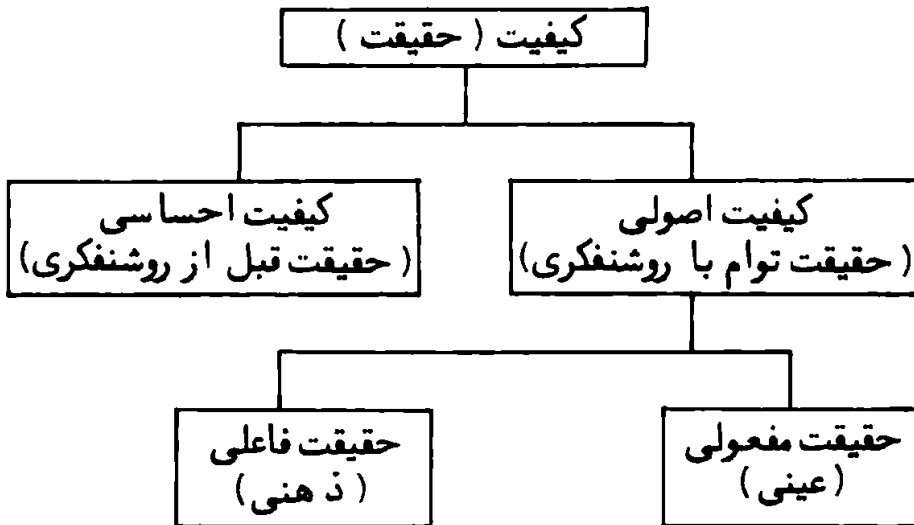 کیفیت ( حقیقت )
کیفیت اصولی
( حقیقت توام با روشنفکری )
کیفیت احساسی
( حقیقت قبل از روشنفکری )
حقیقت مفعولی
( عینی )
حقیقت فاعلی
( ذهنی )